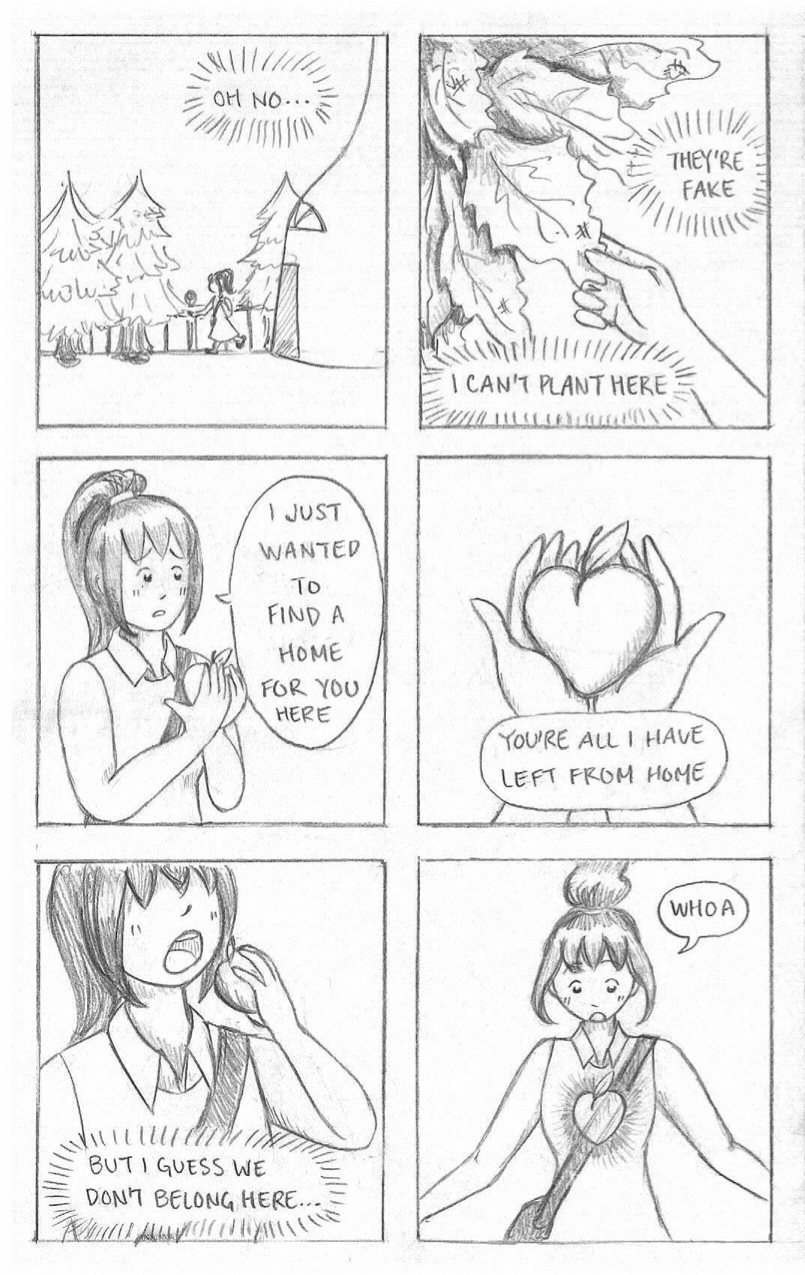 OH NO...
THEY'RE
FAKE
I CAN'T PLANT HERE
I JUST
WANTED
TO
FIND A
HOME
FOR YOU
HERE
YOU'RE ALL I HAVE
LEFT FROM HOME
BUT I GUESS WE
DON'T BELONG HERE...
WHOA